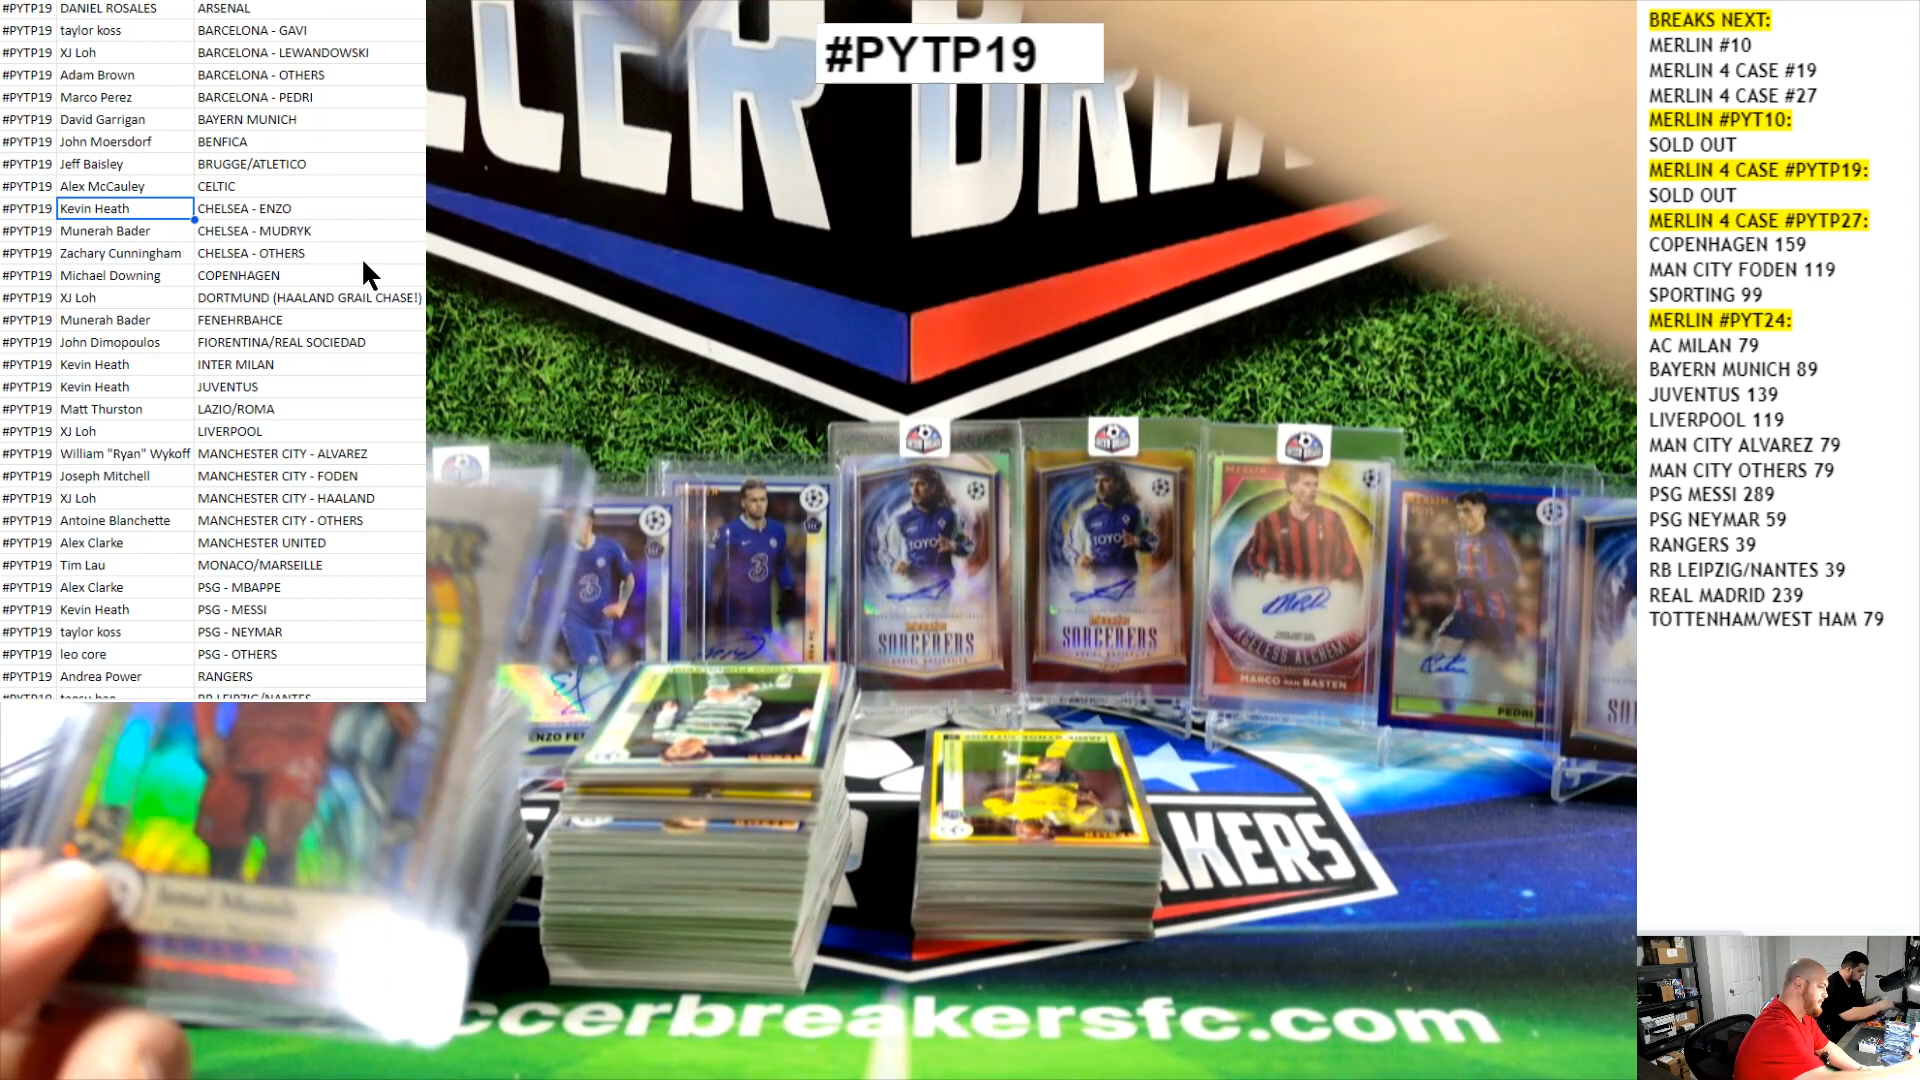 #PYTP19 DANIEL ROSALES ARSENAL
#PYTP19 taylor koss BARCELONA - GAVI
#PYTP19 XJ Loh BARCELONA - LEWANDOWSKI
#PYTP19 Adam Brown BARCELONA - OTHERS
#PYTP19 Marco Perez BARCELONA - PEDRI
#PYTP19 David Garrigan BAYERN MUNICH
#PYTP19 John Moersdorf BENFICA
#PYTP19 Jeff Baisley BRUGGE/ATLETICO
#PYTP19 Alex McCauley CELTIC
#PYTP19 Kevin Heath CHELSEA - ENZO
#PYTP19 Munerah Bader CHELSEA - MUDRYK
#PYTP19 Zachary Cunningham CHELSEA - OTHERS
#PYTP19 Michael Downing COPENHAGEN
#PYTP19 XJ Loh DORTMUND (HAALAND GRAIL CHASE!)
#PYTP19 Munerah Bader FENEHRBAHCE
#PYTP19 John Dimopoulos FIORENTINA/REAL SOCIEDAD
#PYTP19 Kevin Heath INTER MILAN
#PYTP19 Kevin Heath JUVENTUS
#PYTP19 Matt Thurston LAZIO/ROMA
#PYTP19 XJ Loh LIVERPOOL
#PYTP19 William "Ryan" Wykoff MANCHESTER CITY - ALVAREZ
#PYTP19 Joseph Mitchell MANCHESTER CITY - FODEN
#PYTP19 XJ Loh MANCHESTER CITY - HAALAND
#PYTP19 Antoine Blanchette MANCHESTER CITY - OTHERS
#PYTP19 Alex Clarke MANCHESTER UNITED
#PYTP19 Tim Lau MONACO/MARSEILLE
#PYTP19 Alex Clarke PSG - MBAPPE
#PYTP19 Kevin Heath PSG - MESSI
#PYTP19 taylor koss PSG - NEYMAR
#PYTP19 leo core PSG - OTHERS
#PYTP19 Andrea Power RANGERS
#PYTP19
RB LEIPZIG/NANTES
#PYTP19
TOYO
TOYO
SORCERERS
SORCERERS
MARCO VAN BASTEN
PEDRI
ENZO
AKERS
ccerbreakersfc.com
BREAKS NEXT:
MERLIN #10
MERLIN 4 CASE #19
MERLIN 4 CASE #27
MERLIN #PYT10:
SOLD OUT
MERLIN 4 CASE #PYTP19:
SOLD OUT
MERLIN 4 CASE #PYTP27:
COPENHAGEN 159
MAN CITY FODEN 119
SPORTING 99
MERLIN #PYT24:
AC MILAN 79
BAYERN MUNICH 89
JUVENTUS 139
LIVERPOOL 119
MAN CITY ALVAREZ 79
MAN CITY OTHERS 79
PSG MESSI 289
PSG NEYMAR 59
RANGERS 39
RB LEIPZIG/NANTES 39
REAL MADRID 239
TOTTENHAM/WEST HAM 79